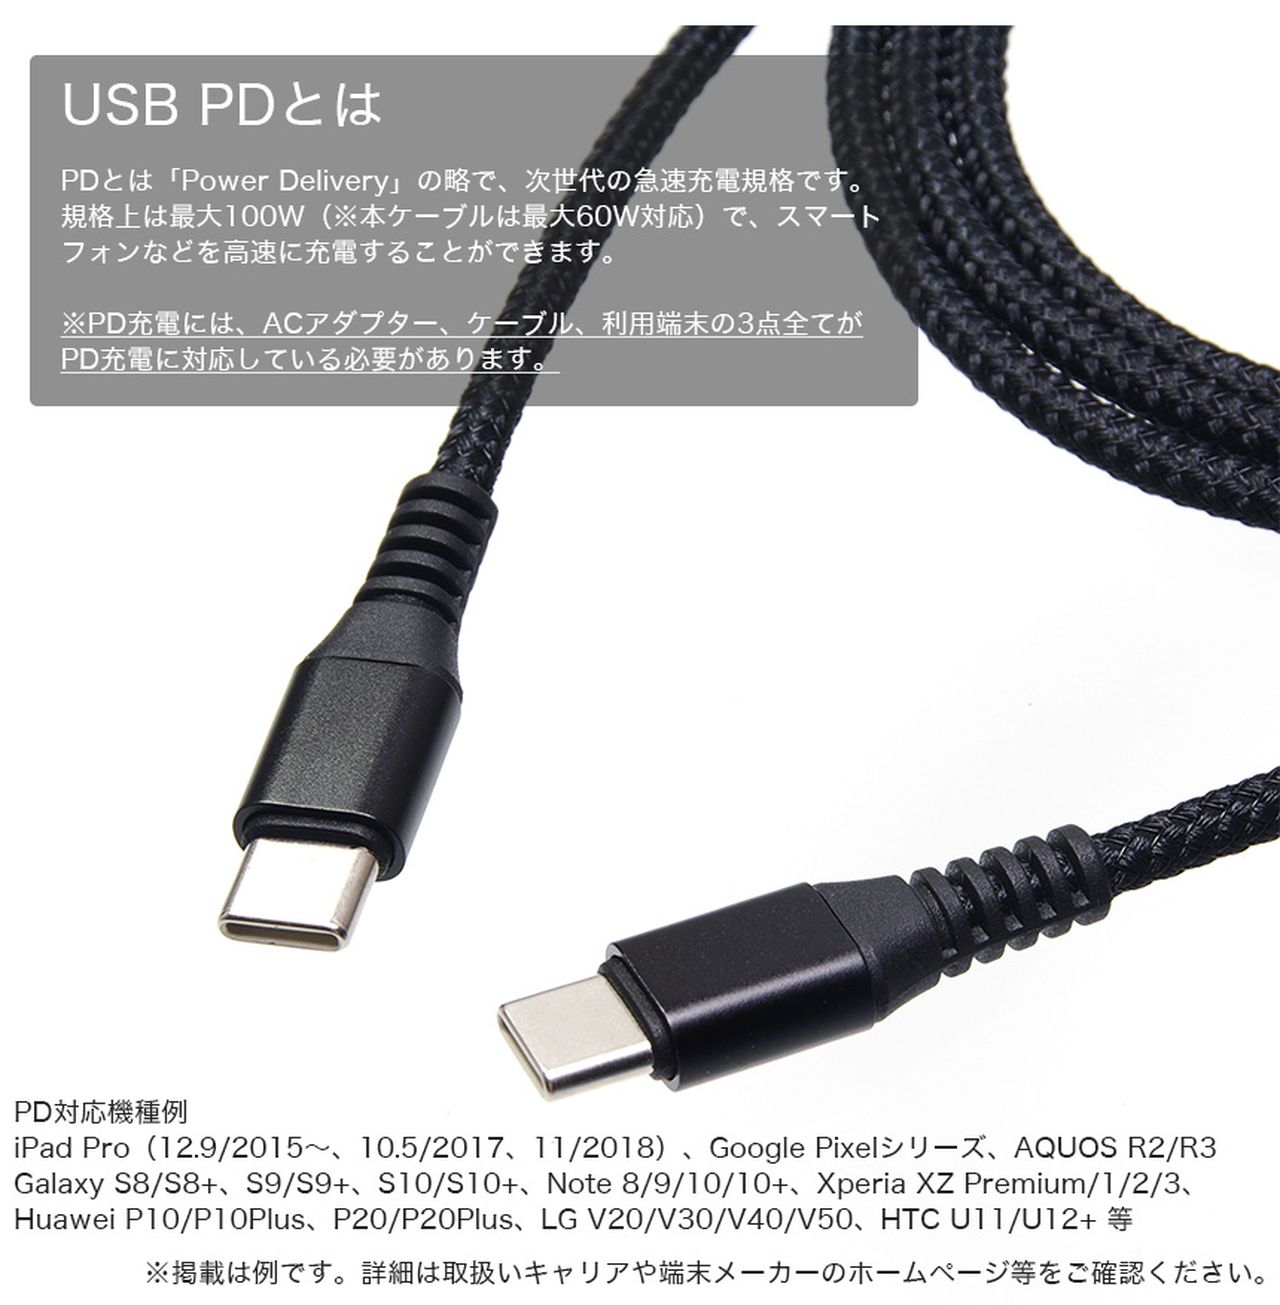 USB PDとは
PDとは「Power Delivery」の略で、次世代の急速充電規格です。
規格上は最大100W（※本ケーブルは最大60W対応）で、スマート
フォンなどを高速に充電することができます。
※PD充電には、ACアダプター、ケーブル、利用端末の3点全てが
PD充電に対応している必要があります。
PD対応機種例
iPad Pro（12.9/2015〜、10.5/2017、11/2018）、Google Pixelシリーズ、AQUOS R2/R3
Galaxy S8/S8+、S9/S9+、S10/S10+、Note 8/9/10/10+、Xperia XZ Premium/1/2/3、
Huawei P10/P10Plus、P20/P20Plus、LG V20/V30/V40/V50、HTC U11/U12+ 等
※掲載は例です。詳細は取扱いキャリアや端末メーカーのホームページ等をご確認ください。